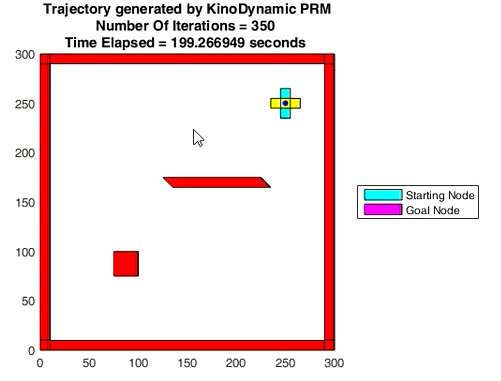 Trajectory generated by KinoDynamic PRM
Number Of Iterations = 350
Time Elapsed = 199.266949 seconds
300
250
200
150
100
50
0
0
50
100
150
200
250
300
Starting Node
Goal Node